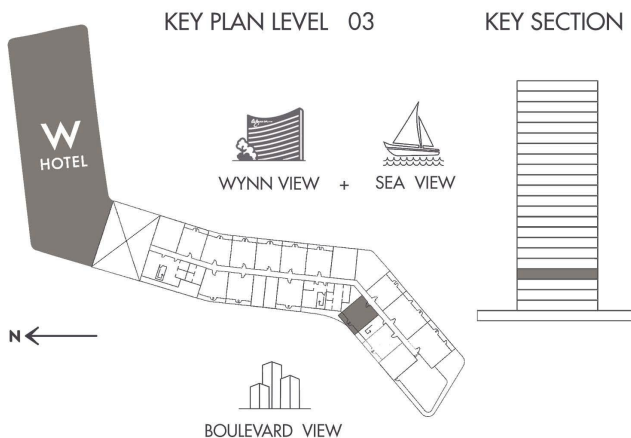 KEY PLAN LEVEL 03
KEY SECTION
W
HOTEL
WYNN VIEW + SEA VIEW
N
BOULEVARD VIEW